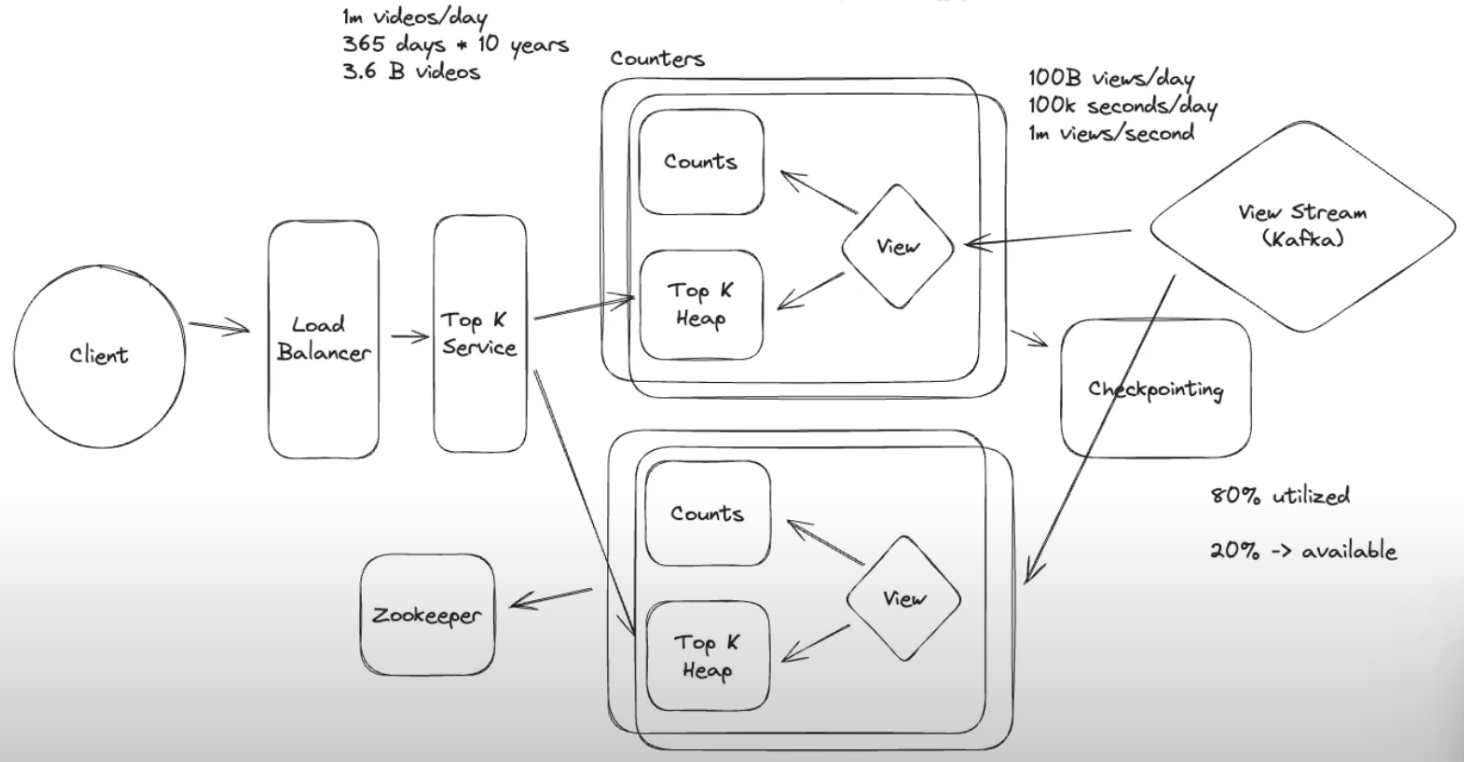 1m videos/day
365 days * 10 years
3.6 B videos
Counters
100B views/day
100k seconds/day
1m views/second
Counts
View
Top K
Heap
View Stream
(Kafka)
Client
Load
Balancer
Top K
Service
Checkpointing
80% utilized
20% -> available
Counts
View
Top K
Heap
Zookeeper